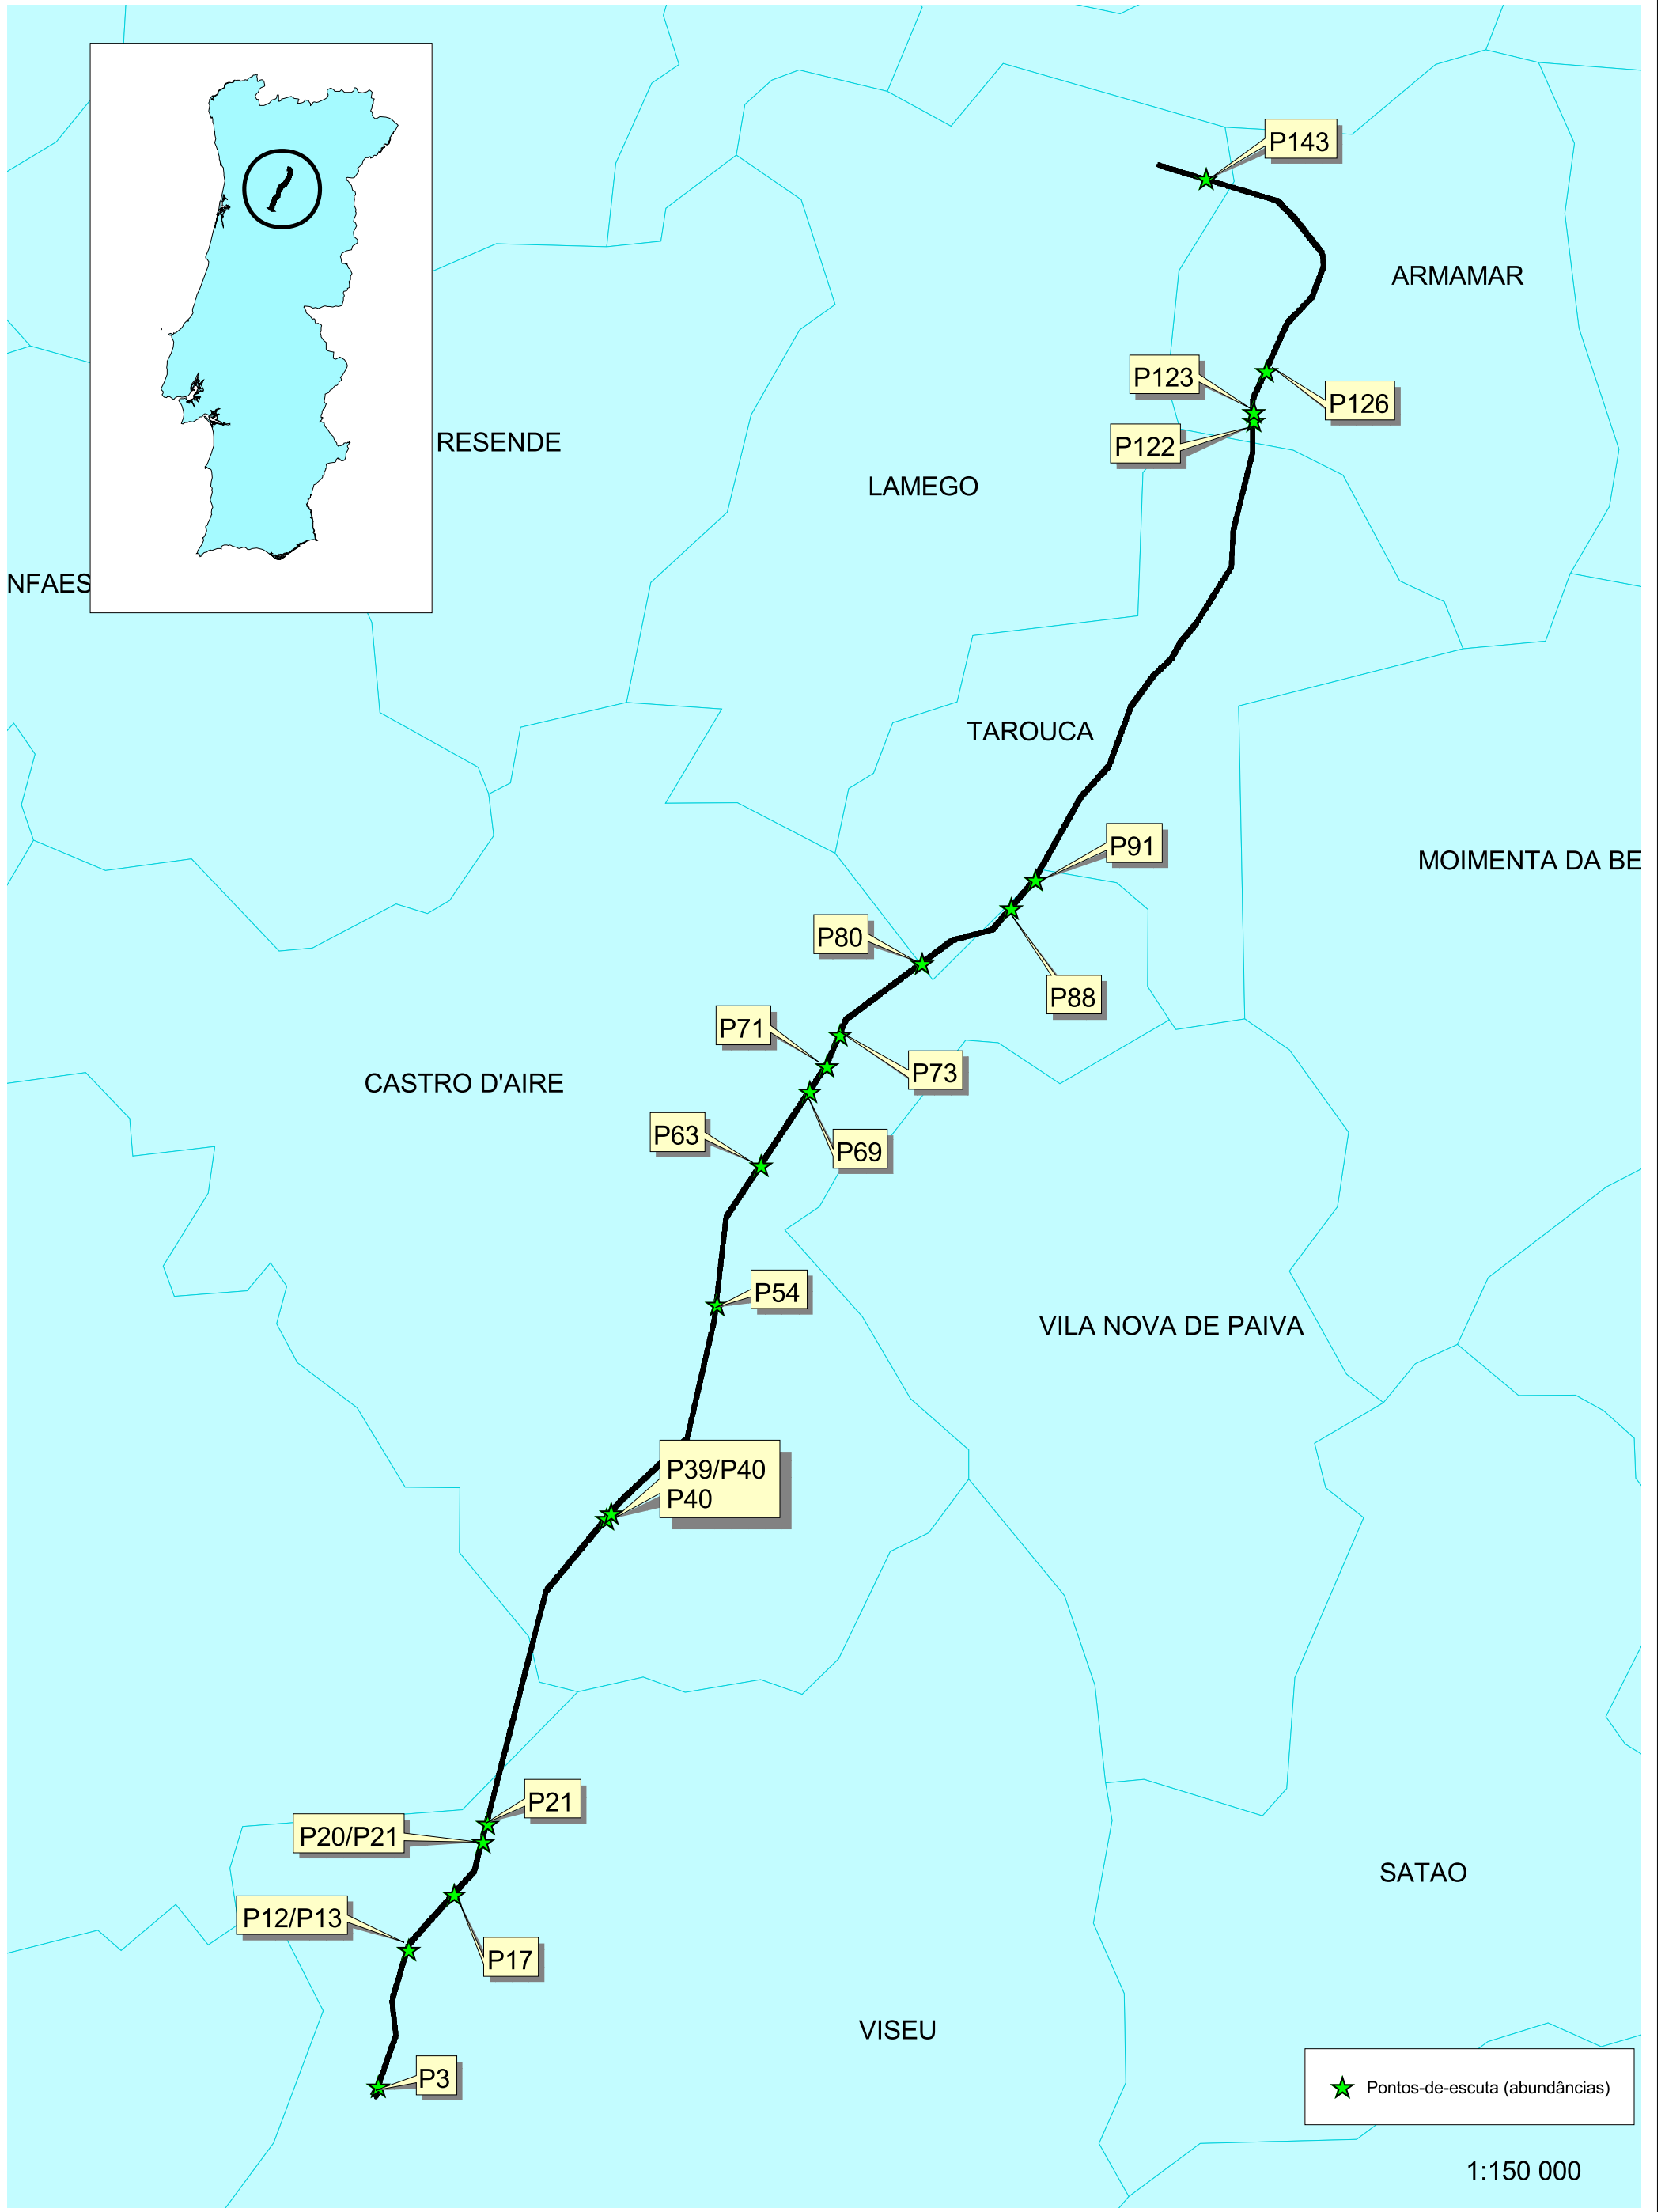 P143
ARMAMAR
P123
P126
P122
RESENDE
LAMEGO
NFAES
TAROUCA
P91
MOIMENTA DA BE
P80
P88
P71
P73
CASTRO D'AIRE
P63
P69
P54
VILA NOVA DE PAIVA
P39/P40
P40
P21
P20/P21
SATAO
P12/P13
P17
VISEU
P3
Pontos-de-escuta (abundâncias)
1:150 000